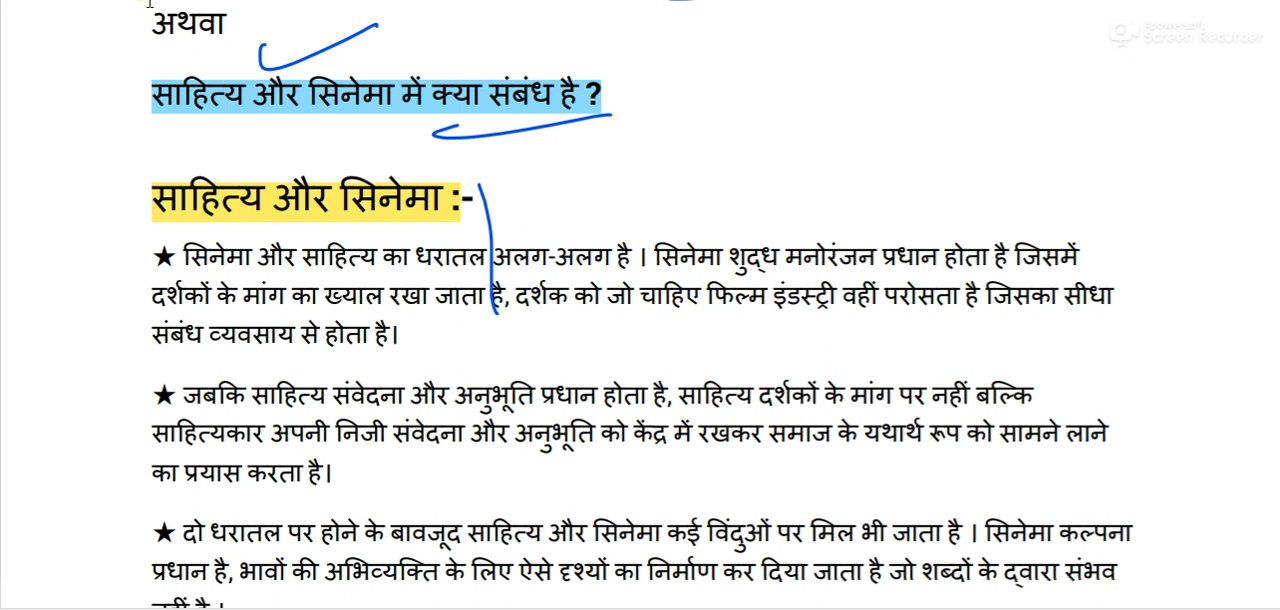 अथवा
Apowersoft
Screen Recorder
साहित्य और सिनेमा में क्या संबंध है ?
साहित्य और सिनेमा :-
★ सिनेमा और साहित्य का धरातल अलग-अलग है । सिनेमा शुद्ध मनोरंजन प्रधान होता है जिसमें
दर्शकों के मांग का ख्याल रखा जाता है, दर्शक को जो चाहिए फिल्म इंडस्ट्री वहीं परोसता है जिसका सीधा
संबंध व्यवसाय से होता है।
★ जबकि साहित्य संवेदना और अनुभूति प्रधान होता है, साहित्य दर्शकों के मांग पर नहीं बल्कि
साहित्यकार अपनी निजी संवेदना और अनुभूति को केंद्र में रखकर समाज के यथार्थ रूप को सामने लाने
का प्रयास करता है।
★ दो धरातल पर होने के बावजूद साहित्य और सिनेमा कई विंदुओं पर मिल भी जाता है । सिनेमा कल्पना
प्रधान है, भावों की अभिव्यक्ति के लिए ऐसे दृश्यों का निर्माण कर दिया जाता है जो शब्दों के द्वारा संभव